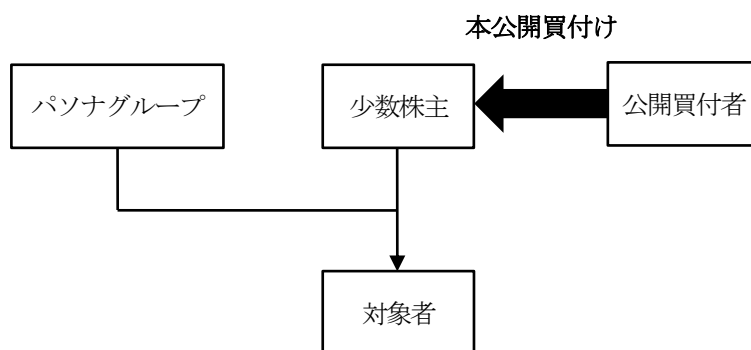 本公開買付け
パソナグループ
少数株主
公開買付者
対象者